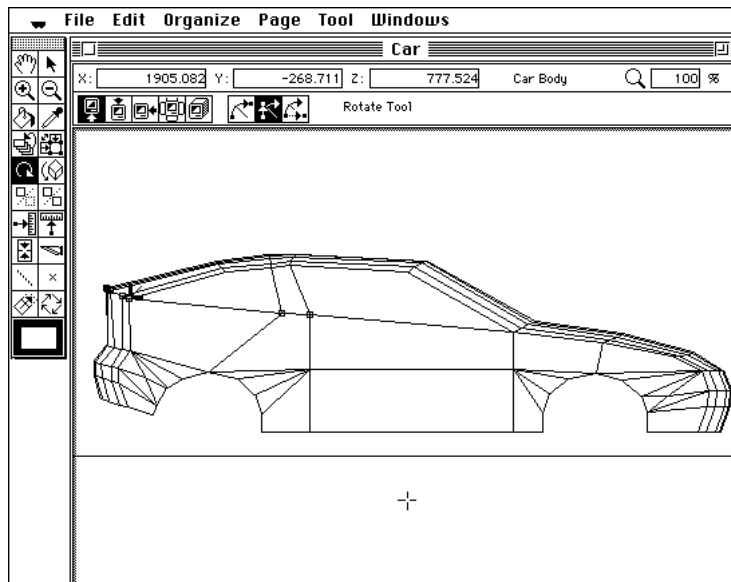 File Edit Organize Page Tool Windows
Car
X: 1905.082 Y: -268.711 Z: 777.524 Car Body 100 %
Rotate Tool